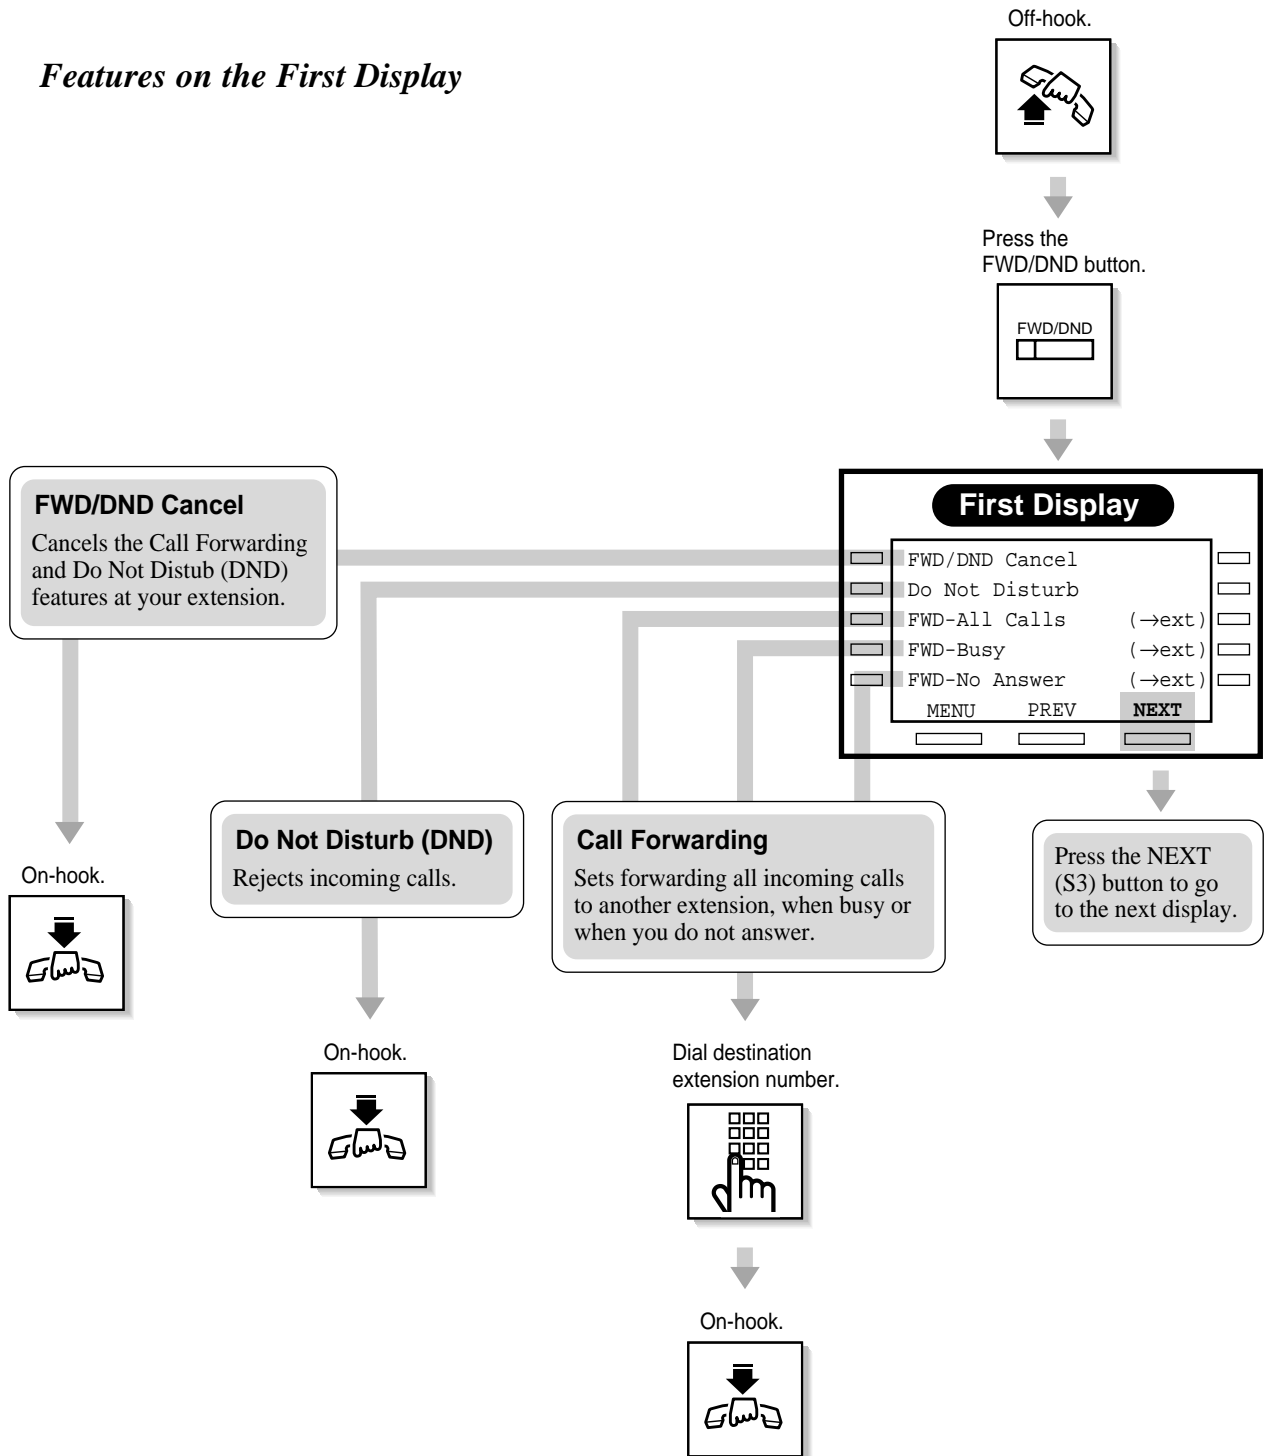 Off-hook.
Features on the First Display
Press the
FWD/DND button.
FWD/DND
First Display
FWD/DND Cancel
Do Not Disturb
FWD-All Calls (→ext)
FWD-Busy (→ext)
FWD-No Answer (→ext)
MENU PREV NEXT
FWD/DND Cancel
Cancels the Call Forwarding
and Do Not Distub (DND)
features at your extension.
On-hook.
Do Not Disturb (DND)
Rejects incoming calls.
On-hook.
Call Forwarding
Sets forwarding all incoming calls
to another extension, when busy or
when you do not answer.
Dial destination
extension number.
On-hook.
Press the NEXT
(S3) button to go
to the next display.